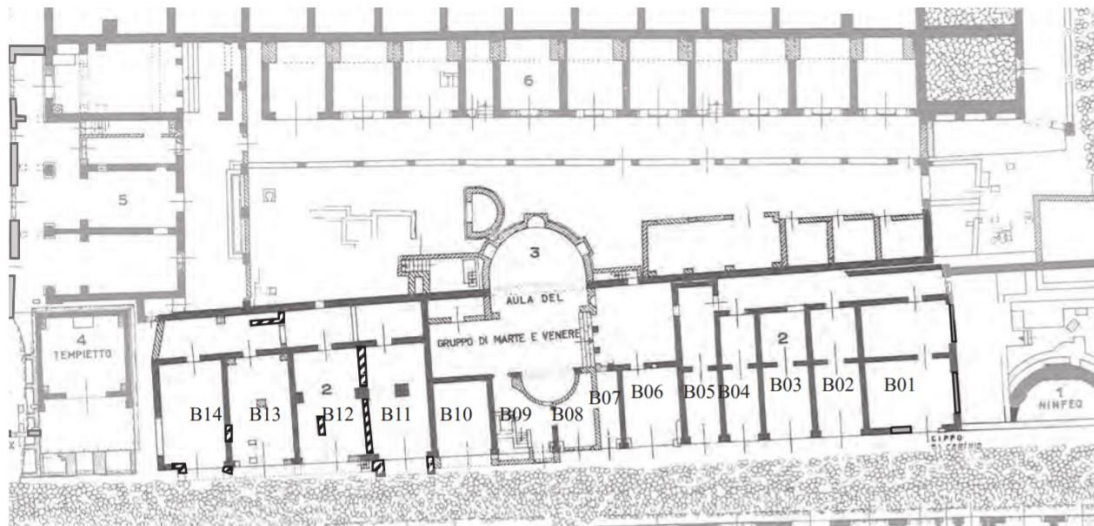 6
5
3
AULA DEL
GRUPPO DI MARTE E VENERE
4
TEMPIETTO
2
2
1
NINFEO
B14
B13
B12
B11
B10
B09
B08
B07
B06
B05
B04
B03
B02
B01
CIPPO